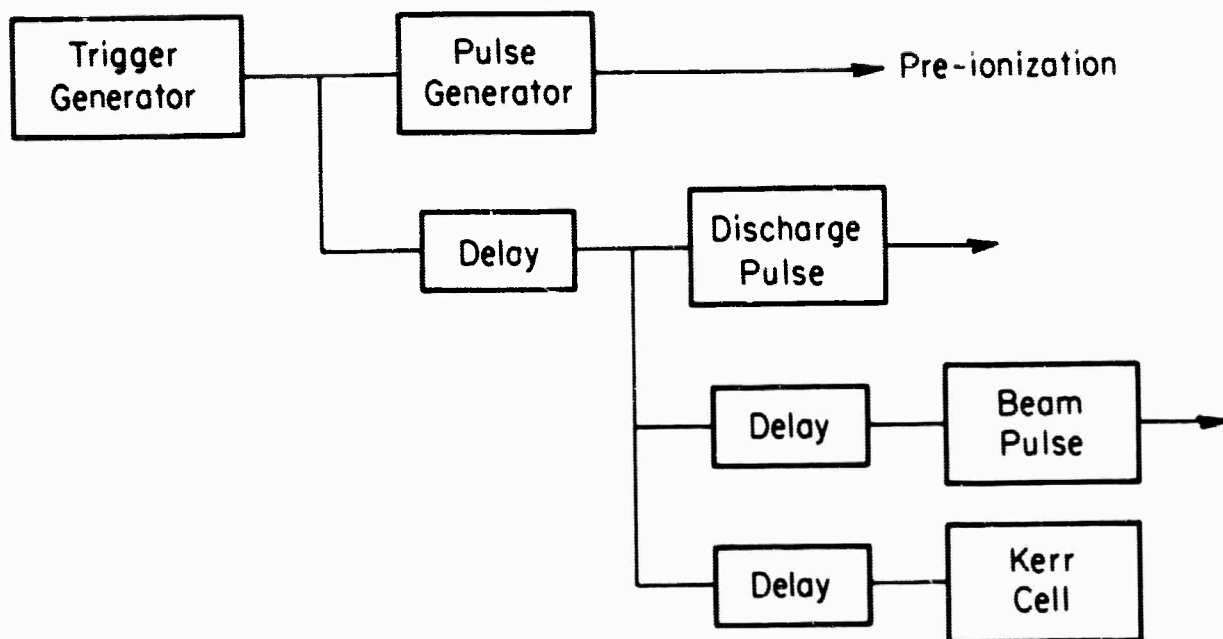 Trigger
Generator
Pulse
Generator
Pre-ionization
Delay
Discharge
Pulse
Delay
Beam
Pulse
Delay
Kerr
Cell